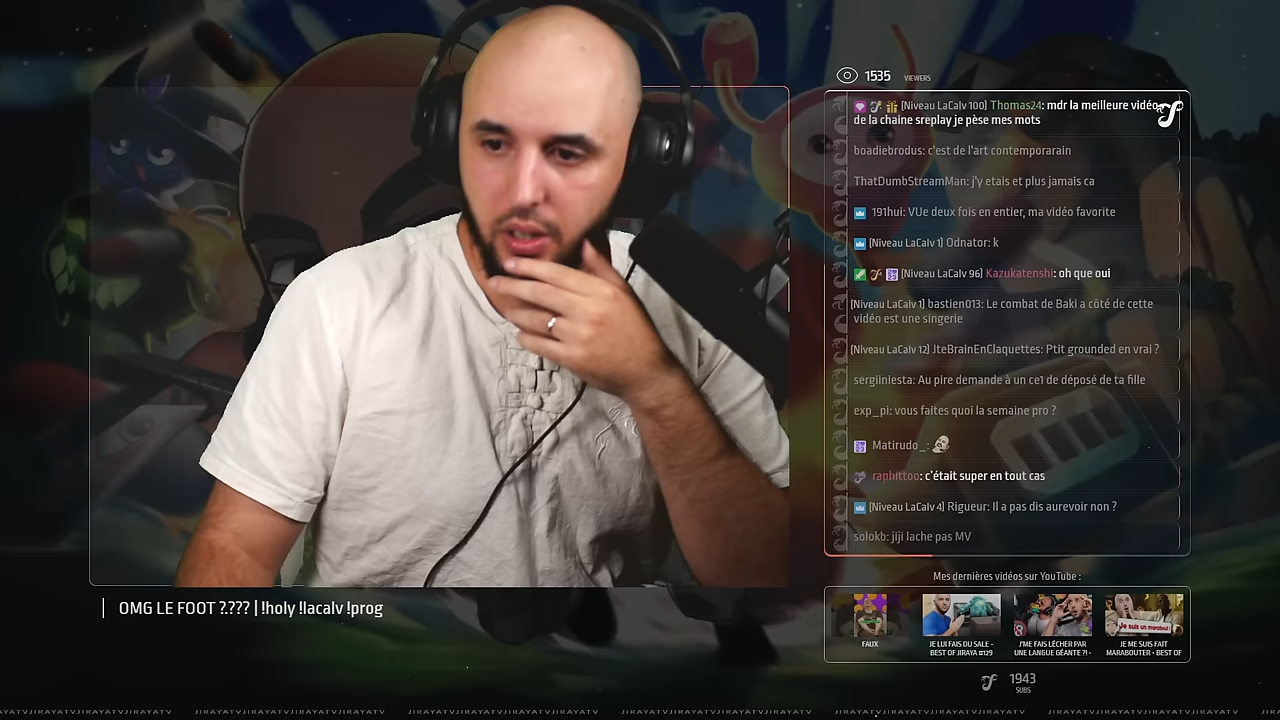 1535 VIEWERS
[Niveau LaCalv 100] Thomas24: mdr la meilleure vidéo
de la chaine sreplay je pèse mes mots
boadiebrodus: c'est de l'art contemporarain
ThatDumbStreamMan: j'y etais et plus jamais ca
191hui: VUe deux fois en entier, ma vidéo favorite
[Niveau LaCalv 1] Odnator: k
[Niveau LaCalv 96] Kazukatenshi: oh que oui
[Niveau LaCalv 1] bastien013: Le combat de Baki a côté de cette
vidéo est une singerie
[Niveau LaCalv 12] JteBrainEnClaquettes: Ptit grounded en vrai ?
sergiiniesta: Au pire demande à un ce1 de déposé de ta fille
exp_pi: vous faites quoi la semaine pro ?
Matirudo_:
raphittoo: c'était super en tout cas
[Niveau LaCalv 4] Rigueur: Il a pas dis aurevoir non ?
solokb: jiji lache pas MV
Mes dernières vidéos sur YouTube :
Je suis un marabout
FAUX
JE LUI FAIS DU SALE -
BEST OF JIRAYA #129
J'ME FAIS LÉCHER PAR
UNE LANGUE GÉANTE ?! -
JE ME SUIS FAIT
MARABOUTER - BEST OF
OMG LE FOOT ?.??? | !holy !lacalv !prog
1943
SUBS
JIRAYATVJIRAYATVJIRAYATV